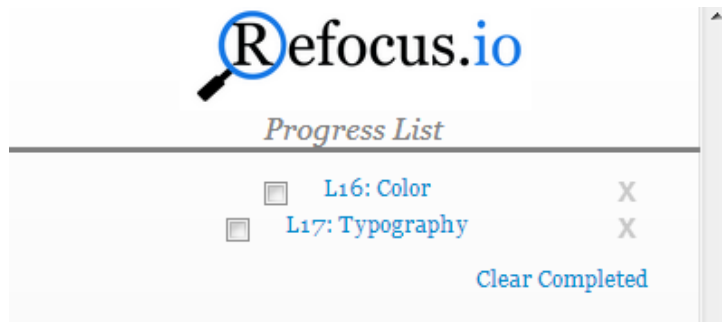 Refocus.io
Progress List
L16: Color X
L17: Typography X
Clear Completed